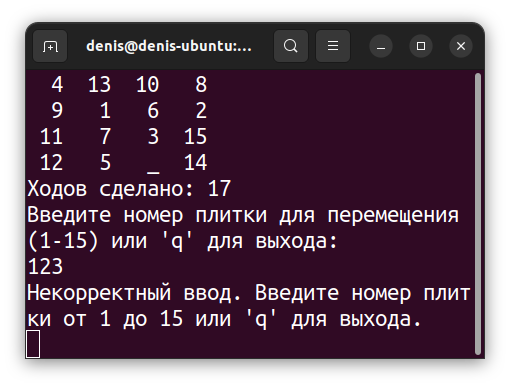 denis@denis-ubuntu:...
4 13 10 8
9 1 6 2
11 7 3 15
12 5 _ 14
Ходов сделано: 17
Введите номер плитки для перемещения
(1-15) или 'q' для выхода:
123
Некорректный ввод. Введите номер плит
ки от 1 до 15 или 'q' для выхода.